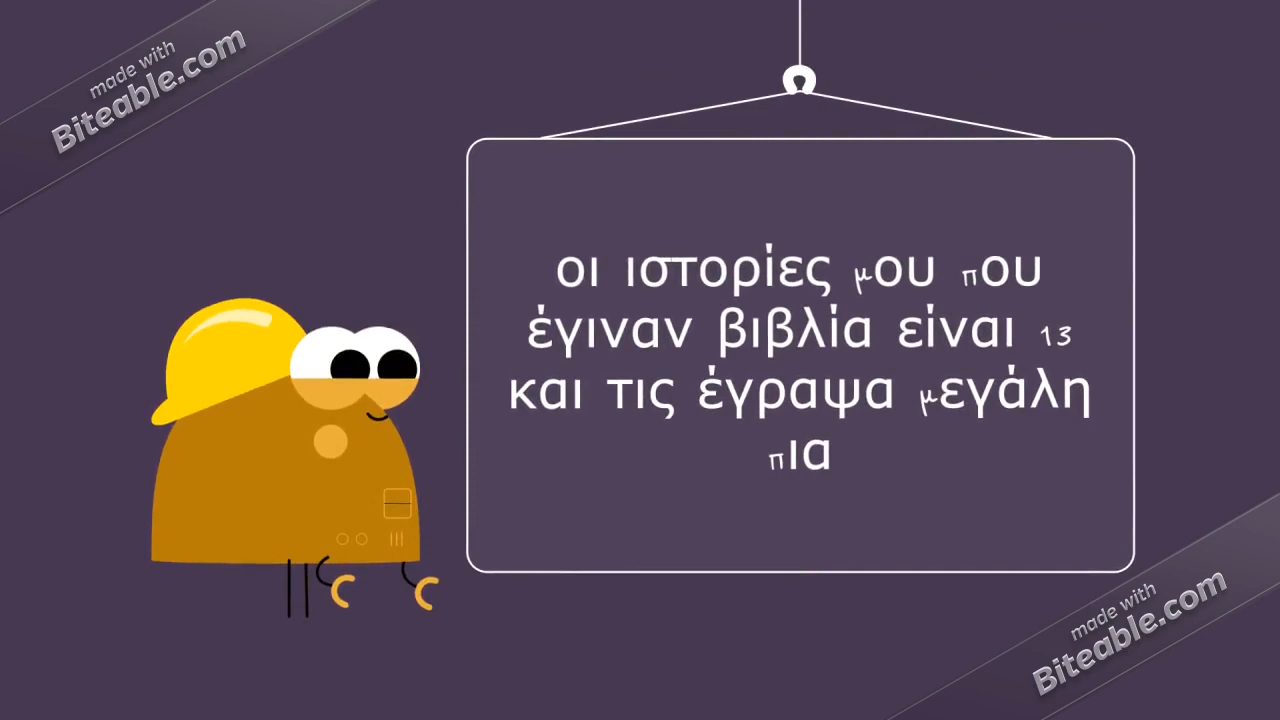 made with
Biteable.com
οι ιστορίες μου που
έγιναν βιβλία είναι 13
και τις έγραψα μεγάλη
πια
made with
Biteable.com